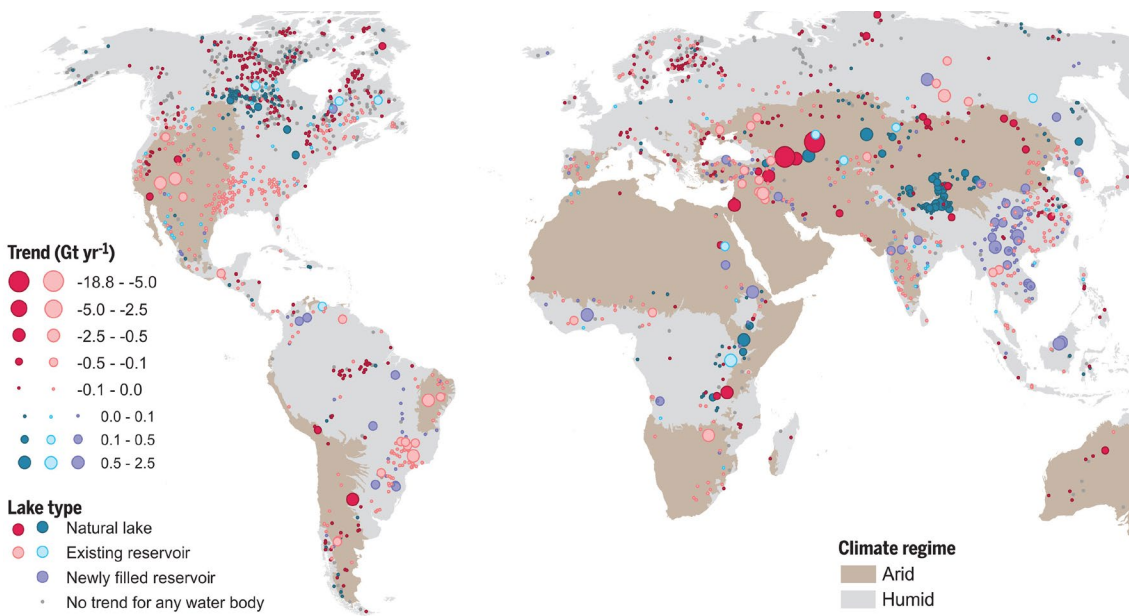 Trend (Gt yr-1)
-18.8 - -5.0
-5.0 - -2.5
-2.5 - -0.5
-0.5 - -0.1
-0.1 - 0.0
0.0 - 0.1
0.1 - 0.5
0.5 - 2.5
Lake type
Natural lake
Existing reservoir
Newly filled reservoir
No trend for any water body
Climate regime
Arid
Humid